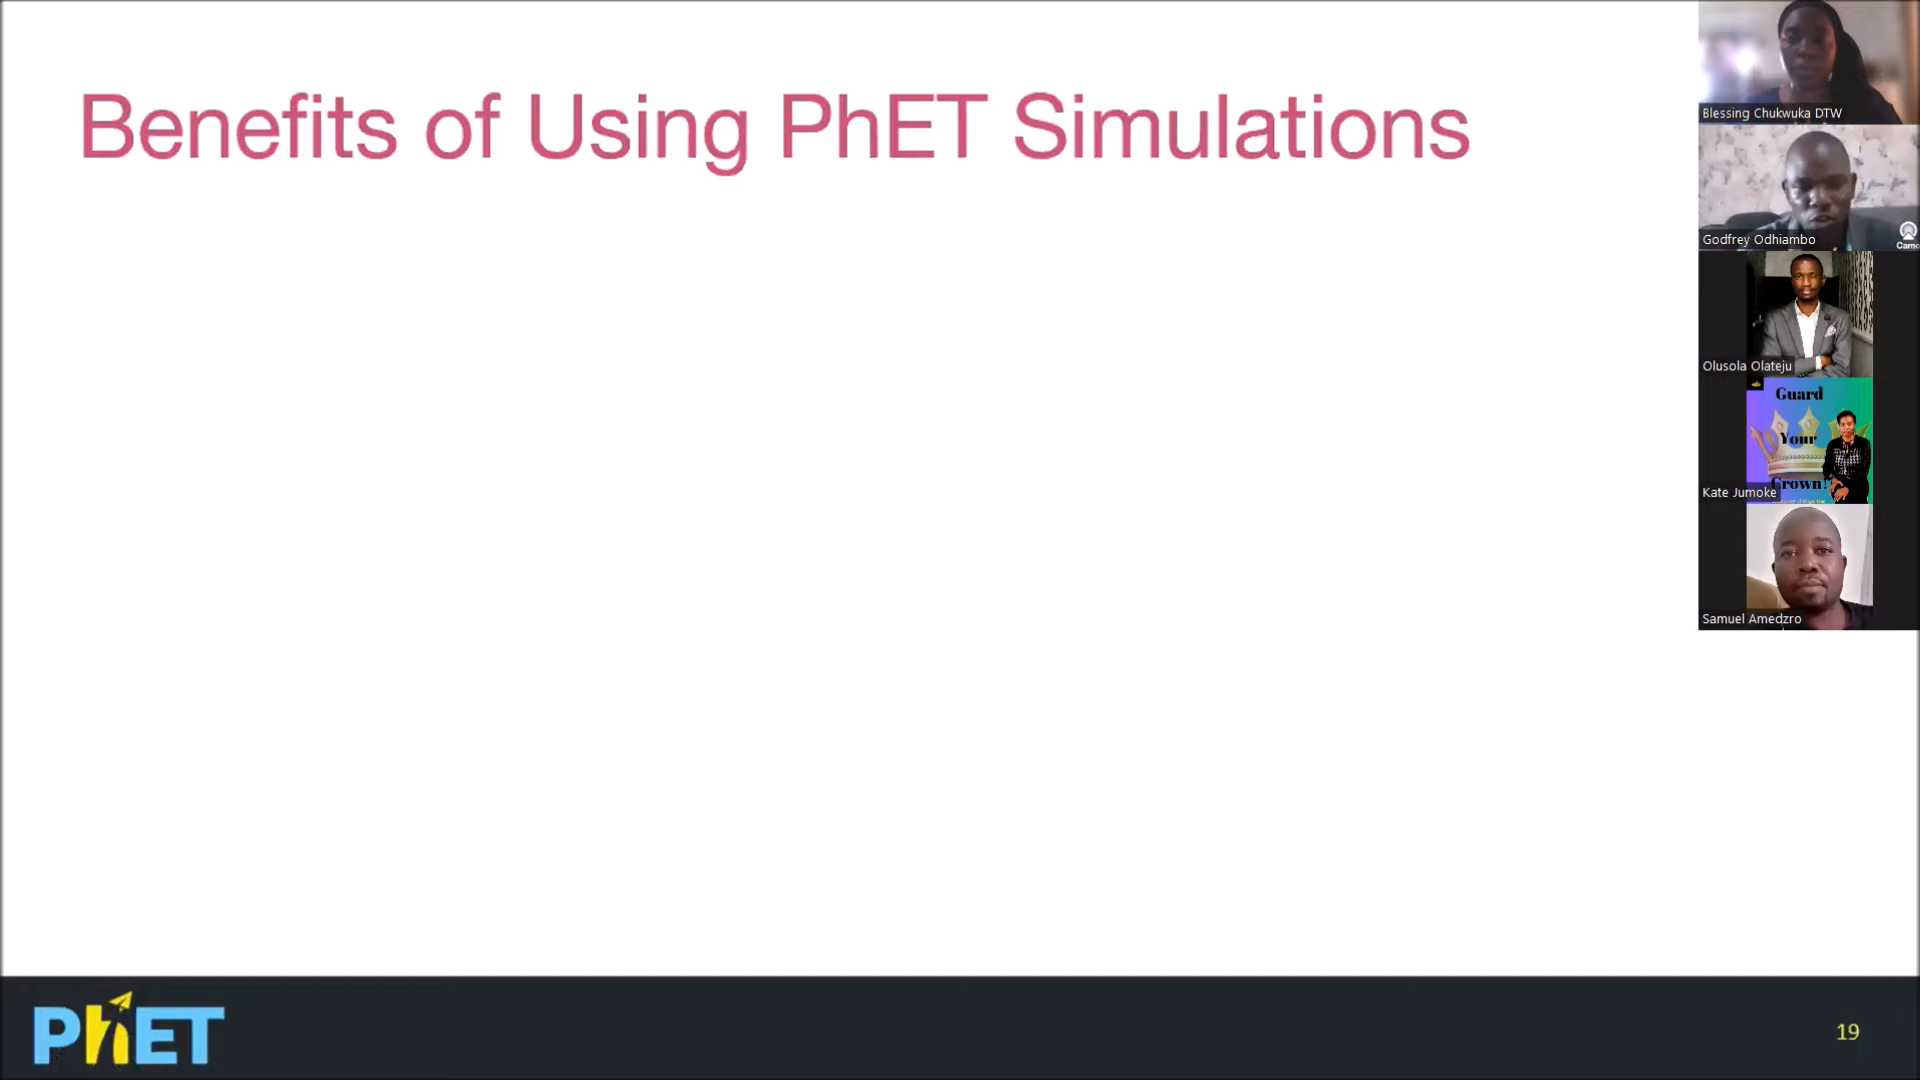 Benefits of Using PhET Simulations
Blessing Chukwuka DTW
Godfrey Odhiambo
Camo
Olusola Olateju
Guard
Your
Crown!
Kate Jumoke
Samuel Amedzro
PhET
19